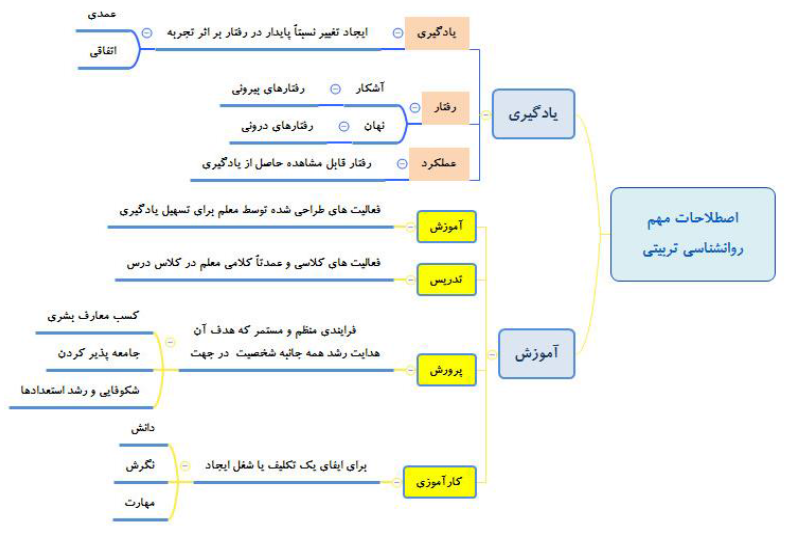 اصطلاحات مهم
روانشناسی تربیتی
یادگیری
یادگیری
ایجاد تغییر نسبتاً پایدار در رفتار بر اثر تجربه
عمدی
اتفاقی
رفتار
آشکار
رفتارهای پیرونی
نهان
رفتارهای درونی
عملکرد
رفتار قابل مشاهده حاصل از یادگیری
آموزش
آموزش
فعالیت های طراحی شده توسط معلم برای تسهیل یادگیری
تدریس
فعالیت های کلاسی و عمدتاً کلامی معلم در کلاس درس
پرورش
فرایندی منظم و مستمر که هدف آن
هدایت رشد همه جانبه شخصیت در جهت
کسب معارف بشری
جامعه پذیر کردن
شکوفایی و رشد استعدادها
کارآموزی
برای ایفای یک تکلیف یا شغل ایجاد
دانش
نگرش
مهارت